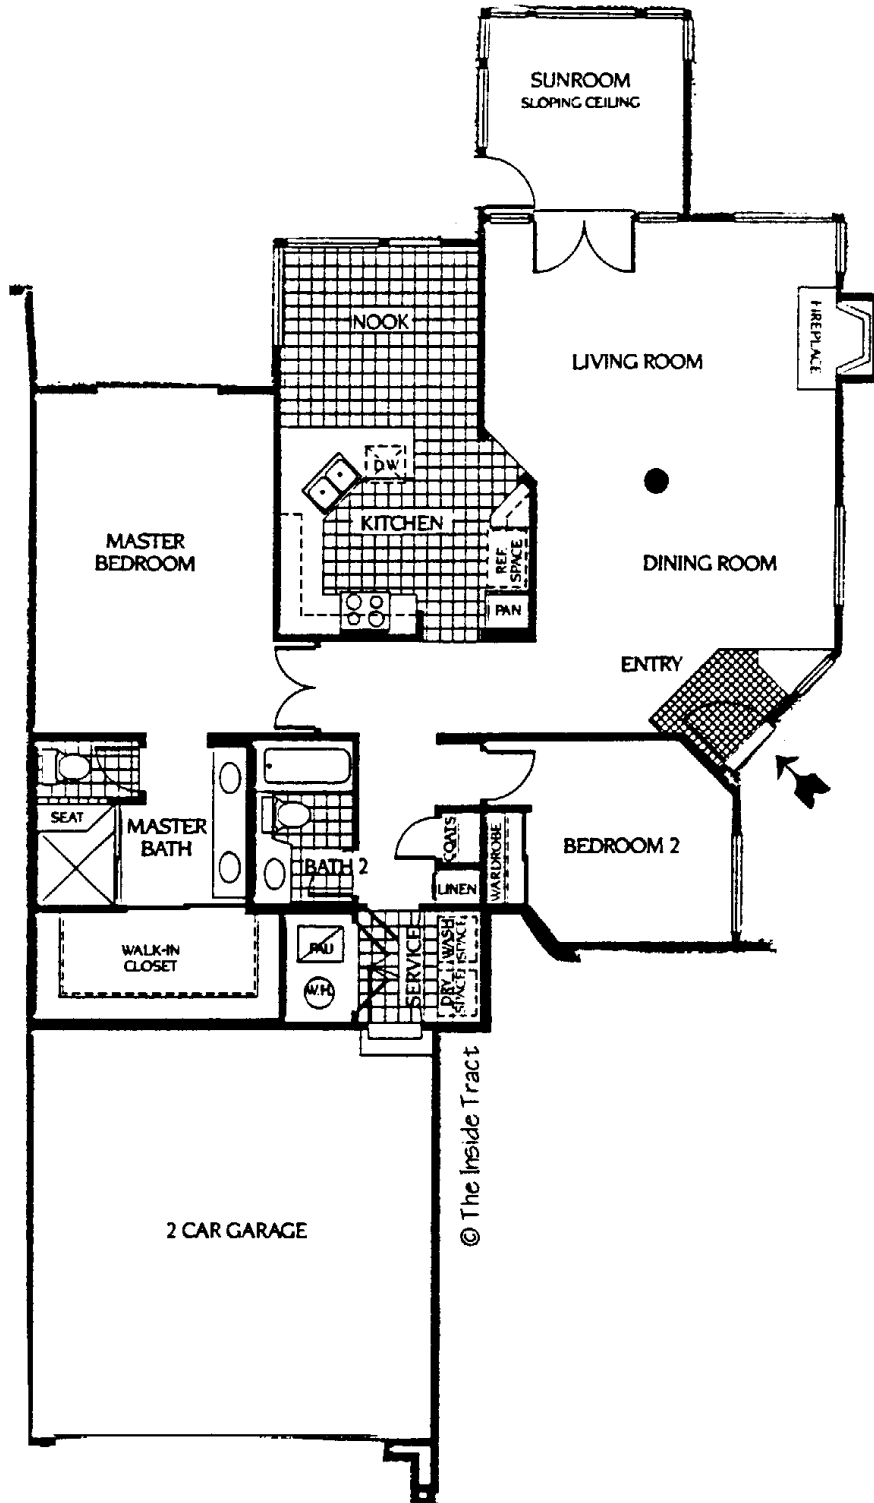 SUNROOM
SLOPING CEILING
NOOK
LIVING ROOM
FIREPLACE
DW
KITCHEN
MASTER
BEDROOM
REF.
SPACE
DINING ROOM
PAN
ENTRY
SEAT
MASTER
BATH
BATH 2
COATS
LINEN
WARDROBE
BEDROOM 2
WALK-IN
CLOSET
FAU
W.H.
SERVICE
WASH
SPACE
DRY
SPACE
© The Inside Tract
2 CAR GARAGE